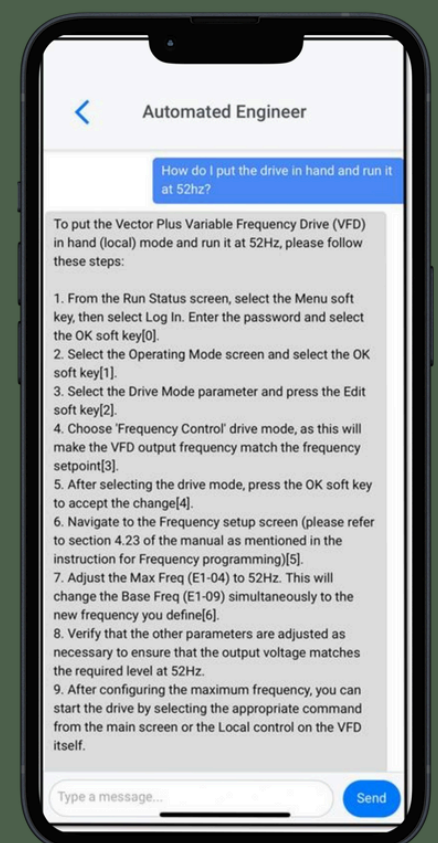 Automated Engineer
How do I put the drive in hand and run it
at 52hz?
To put the Vector Plus Variable Frequency Drive (VFD)
in hand (local) mode and run it at 52Hz, please follow
these steps:
1. From the Run Status screen, select the Menu soft
key, then select Log In. Enter the password and select
the OK soft key[0].
2. Select the Operating Mode screen and select the OK
soft key[1].
3. Select the Drive Mode parameter and press the Edit
soft key[2].
4. Choose 'Frequency Control' drive mode, as this will
make the VFD output frequency match the frequency
setpoint[3].
5. After selecting the drive mode, press the OK soft key
to accept the change[4].
6. Navigate to the Frequency setup screen (please refer
to section 4.23 of the manual as mentioned in the
instruction for Frequency programming)[5].
7. Adjust the Max Freq (E1-04) to 52Hz. This will
change the Base Freq (E1-09) simultaneously to the
new frequency you define[6].
8. Verify that the other parameters are adjusted as
necessary to ensure that the output voltage matches
the required level at 52Hz.
9. After configuring the maximum frequency, you can
start the drive by selecting the appropriate command
from the main screen or the Local control on the VFD
itself.
Type a message...
Send